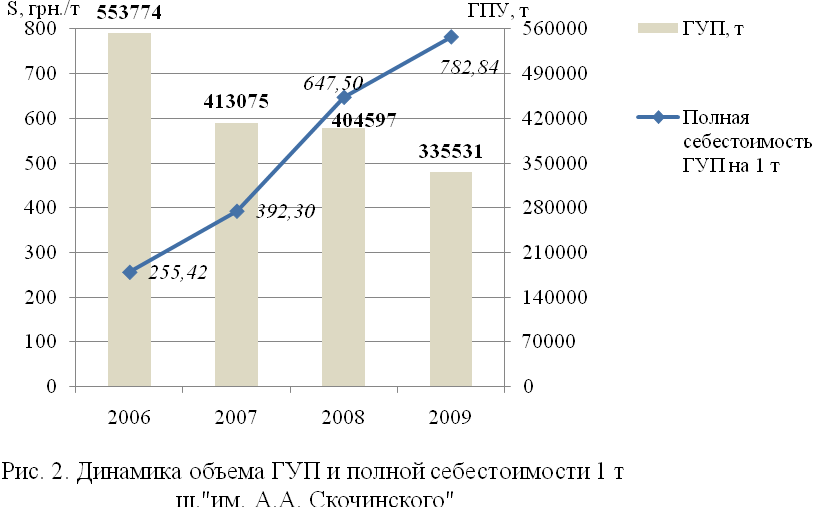 S, грн./т
ГПУ, т
553774
800
560000
ГУП, т
782,84
700
490000
647,50
413075
404597
600
420000
Полная
себестоимость
ГУП на 1 т
335531
500
350000
400
280000
392,30
300
210000
255,42
200
140000
100
70000
0
0
2006 2007 2008 2009
Рис. 2. Динамика объема ГУП и полной себестоимости 1 т
ш."им. А.А. Скочинского"